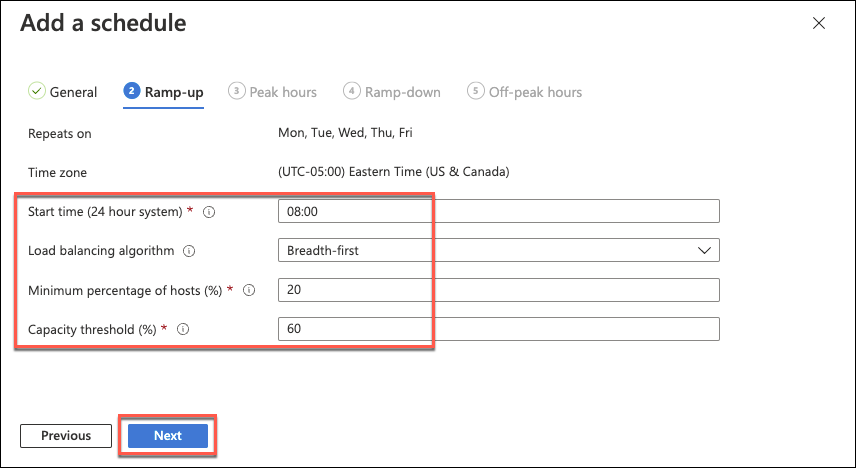 Add a schedule
General 2 Ramp-up 3 Peak hours 4 Ramp-down 5 Off-peak hours
Repeats on Mon, Tue, Wed, Thu, Fri
Time zone (UTC-05:00) Eastern Time (US & Canada)
Start time (24 hour system) * 08:00
Load balancing algorithm Breadth-first
Minimum percentage of hosts (%) * 20
Capacity threshold (%) * 60
Previous Next